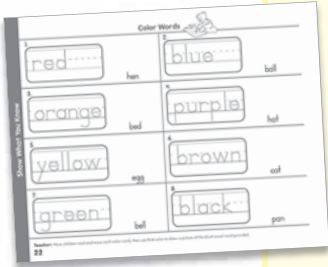 Color Words
1.
red
hen
2.
blue
ball
3.
orange
bed
4.
purple
hat
5.
yellow
egg
6.
brown
cat
7.
green
bell
8.
black
pan
Show What You Know
22